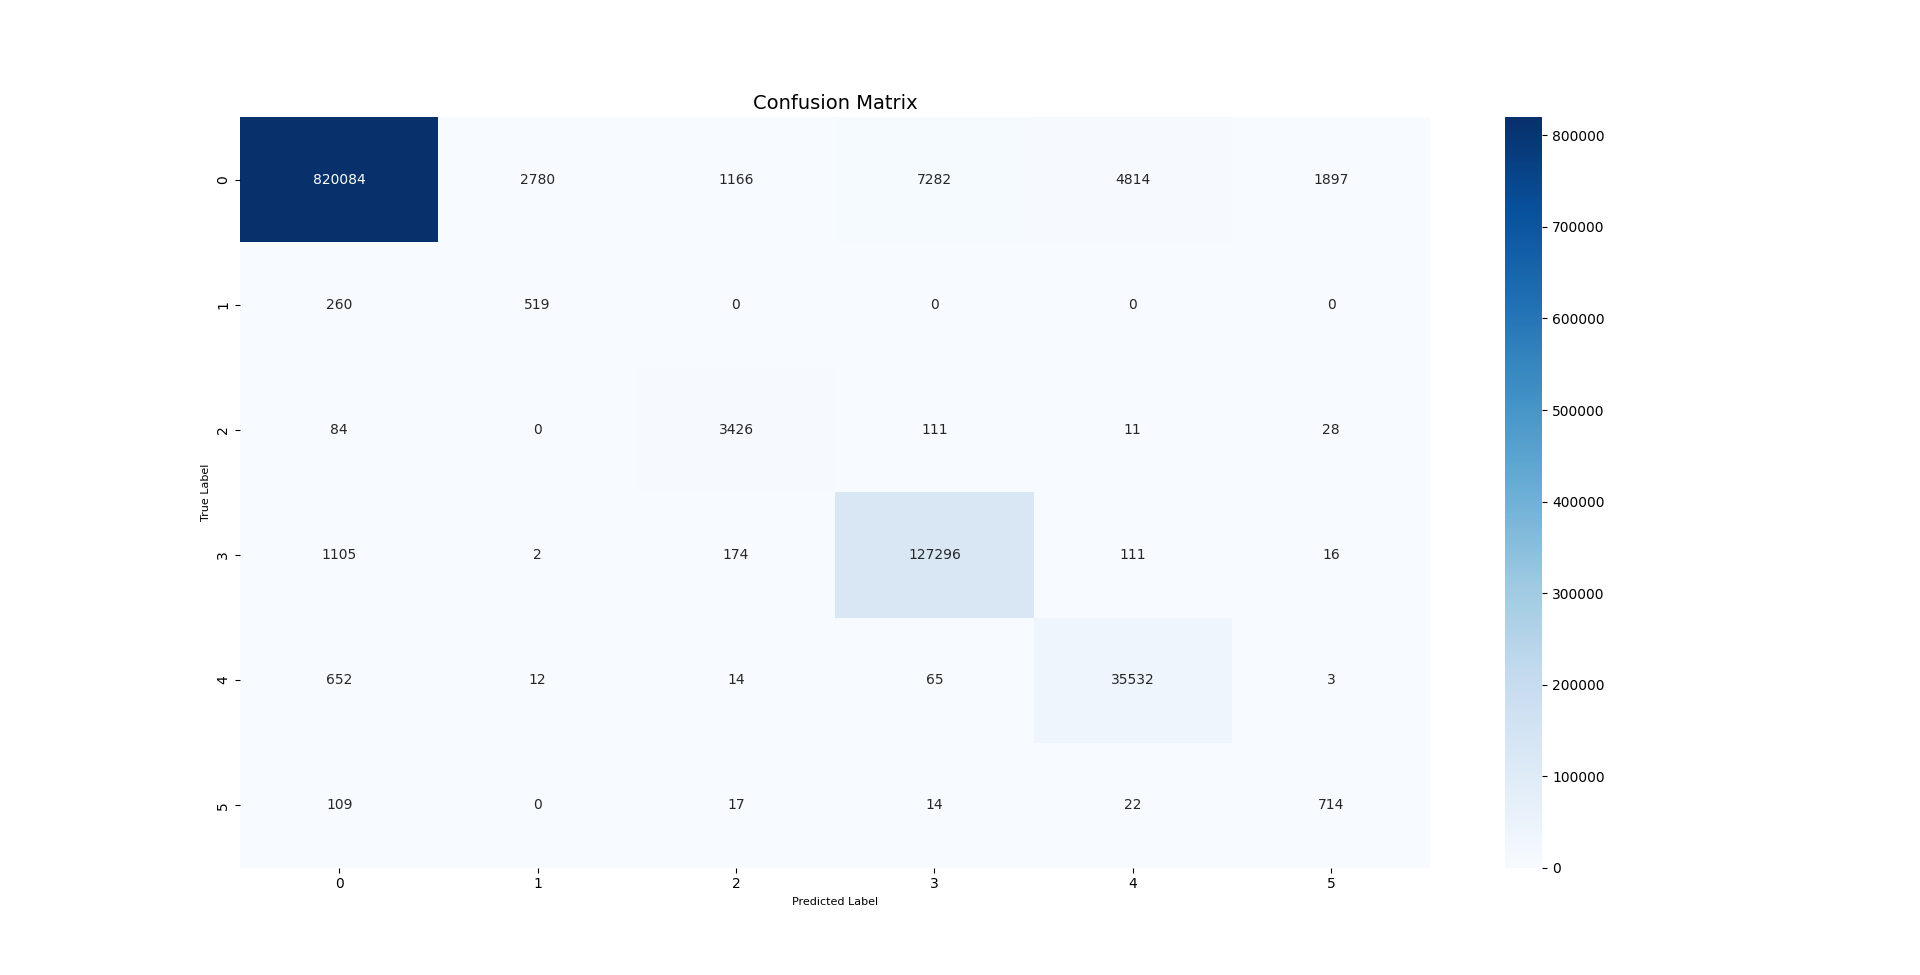 Confusion Matrix
0 820084 2780 1166 7282 4814 1897
1 260 519 0 0 0 0
2 84 0 3426 111 11 28
3 1105 2 174 127296 111 16
4 652 12 14 65 35532 3
5 109 0 17 14 22 714
0 1 2 3 4 5
True Label
Predicted Label
800000
700000
600000
500000
400000
300000
200000
100000
0